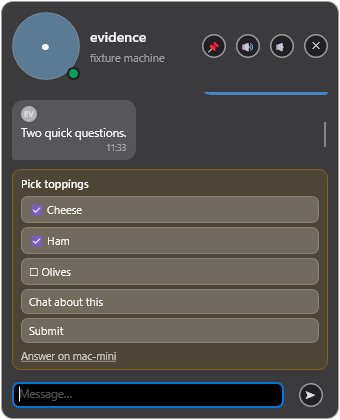 evidence
fixture machine
EV
Two quick questions.
11:33
Pick toppings
Cheese
Ham
Olives
Chat about this
Submit
Answer on mac-mini
Message...